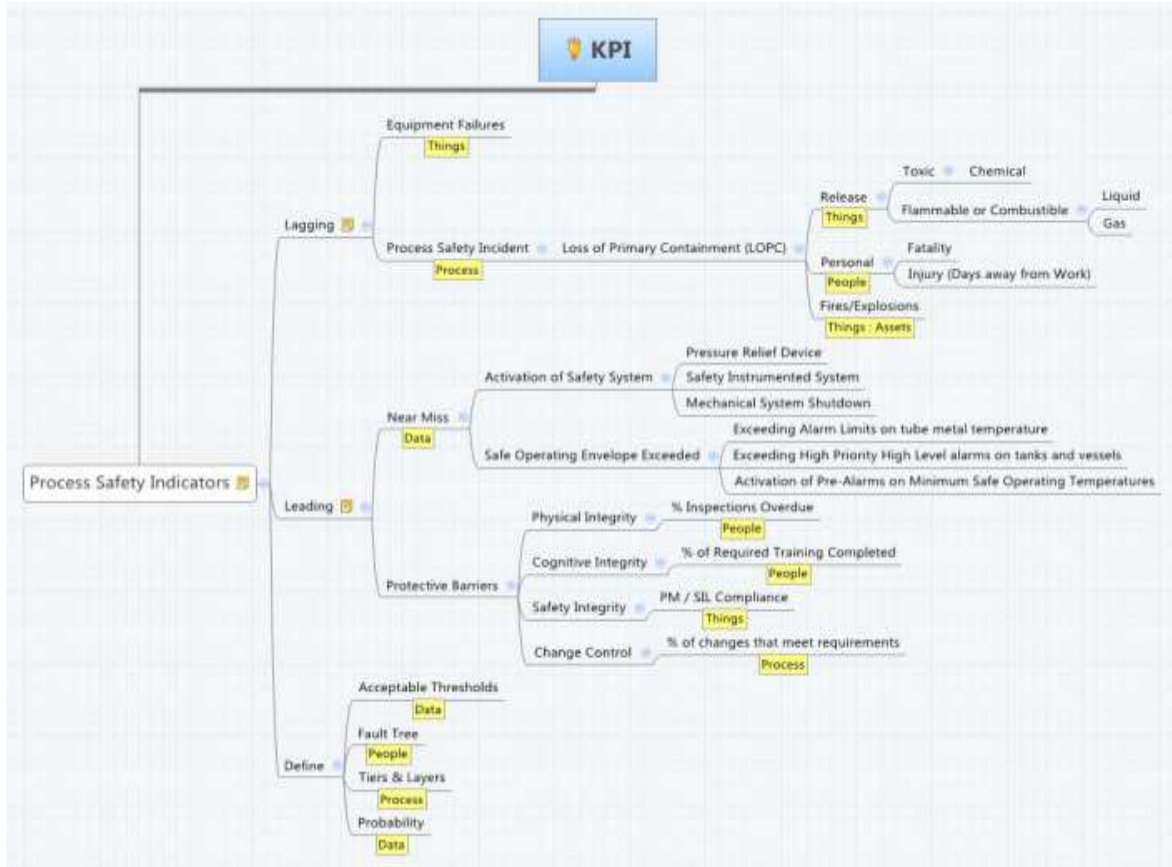 KPI
Equipment Failures
Things
Lagging
Process Safety Incident
Process
Loss of Primary Containment (LOPC)
Release
Things
Toxic
Chemical
Flammable or Combustible
Liquid
Gas
Personal
People
Fatality
Injury (Days away from Work)
Fires/Explosions
Things : Assets
Process Safety Indicators
Leading
Near Miss
Data
Activation of Safety System
Pressure Relief Device
Safety Instrumented System
Mechanical System Shutdown
Safe Operating Envelope Exceeded
Exceeding Alarm Limits on tube metal temperature
Exceeding High Priority High Level alarms on tanks and vessels
Activation of Pre-Alarms on Minimum Safe Operating Temperatures
Protective Barriers
Physical Integrity
% Inspections Overdue
People
Cognitive Integrity
% of Required Training Completed
People
Safety Integrity
PM / SIL Compliance
Things
Change Control
% of changes that meet requirements
Process
Define
Acceptable Thresholds
Data
Fault Tree
People
Tiers & Layers
Process
Probability
Data